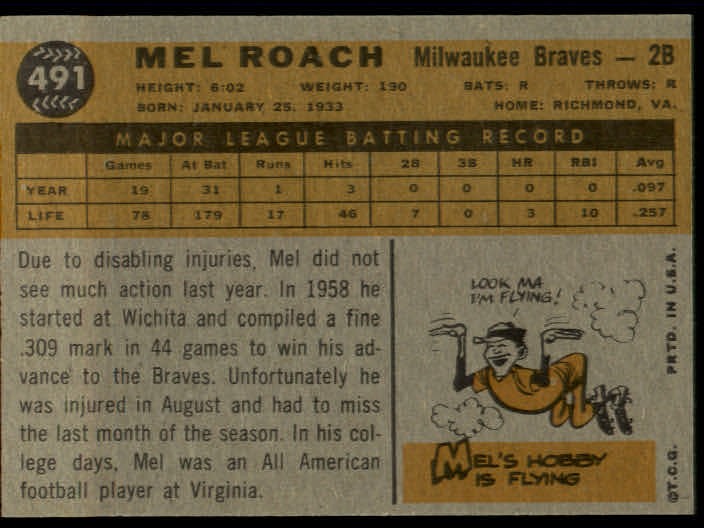 491
MEL ROACH Milwaukee Braves — 2B
HEIGHT: 6:02 WEIGHT: 190 BATS: R THROWS: R
BORN: JANUARY 25, 1933 HOME: RICHMOND, VA.
MAJOR LEAGUE BATTING RECORD
Games At Bat Runs Hits 2B 3B HR RBI Avg
YEAR 19 31 1 3 0 0 0 0 .097
LIFE 78 179 17 46 7 0 3 10 .257
Due to disabling injuries, Mel did not
see much action last year. In 1958 he
started at Wichita and compiled a fine
.309 mark in 44 games to win his ad-
vance to the Braves. Unfortunately he
was injured in August and had to miss
the last month of the season. In his col-
lege days, Mel was an All American
football player at Virginia.
LOOK MA
I'M FLYING!
MEL'S HOBBY
IS FLYING
©T.C.G. PRTD. IN U.S.A.